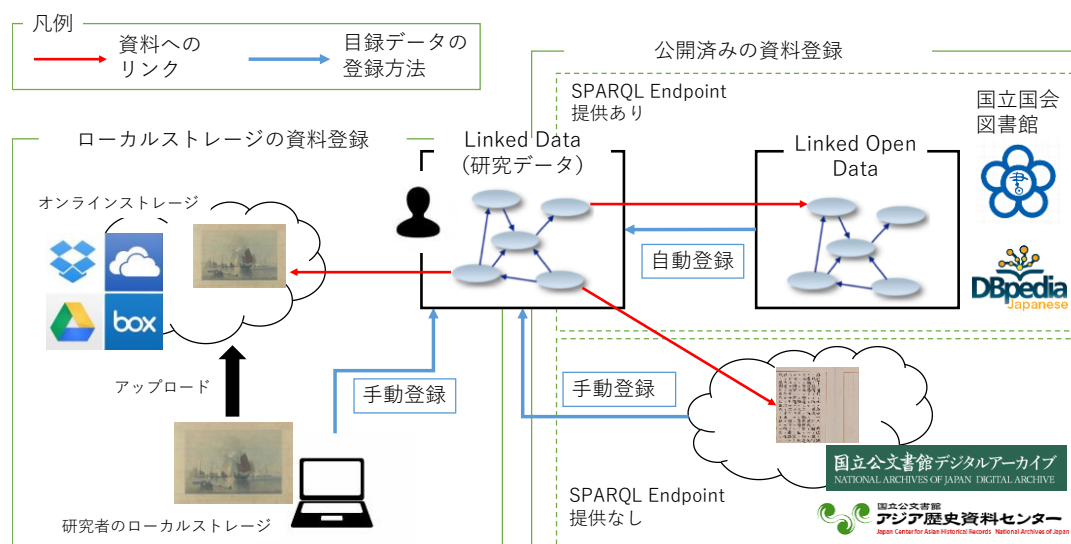 凡例
資料への
リンク
目録データの
登録方法
公開済みの資料登録
SPARQL Endpoint
提供あり
国立国会
図書館
ローカルストレージの資料登録
Linked Data
(研究データ)
Linked Open
Data
オンラインストレージ
box
自動登録
DBpedia
Japanese
アップロード
手動登録
手動登録
研究者のローカルストレージ
SPARQL Endpoint
提供なし
国立公文書館デジタルアーカイブ
NATIONAL ARCHIVES OF JAPAN DIGITAL ARCHIVE
国立公文書館
アジア歴史資料センター
Japan Center for Asian Historical Records National Archives of Japan